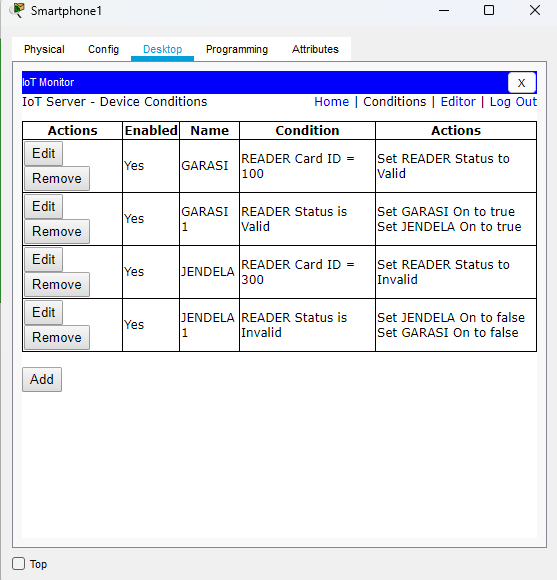 Smartphone1
Physical Config Desktop Programming Attributes
IoT Monitor X
IoT Server - Device Conditions Home | Conditions | Editor | Log Out
Actions Enabled Name Condition Actions
Edit
Remove
Yes
GARASI
READER Card ID =
100
Set READER Status to
Valid
Edit
Remove
Yes
GARASI
1
READER Status is
Valid
Set GARASI On to true
Set JENDELA On to true
Edit
Remove
Yes
JENDELA
READER Card ID =
300
Set READER Status to
Invalid
Edit
Remove
Yes
JENDELA
1
READER Status is
Invalid
Set JENDELA On to false
Set GARASI On to false
Add
Top